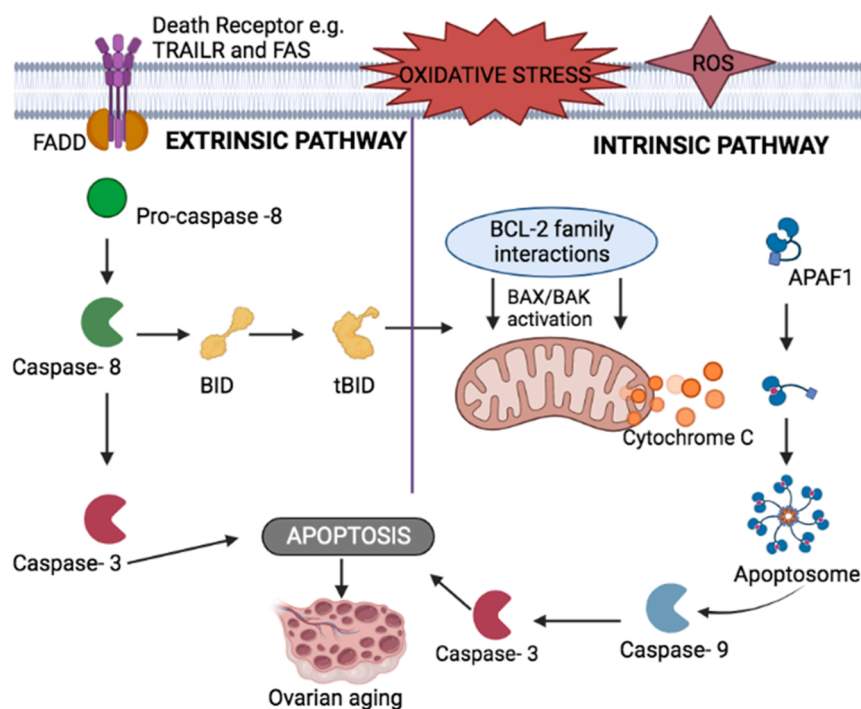 Death Receptor e.g.
TRAILR and FAS
OXIDATIVE STRESS
ROS
FADD
EXTRINSIC PATHWAY
INTRINSIC PATHWAY
Pro-caspase -8
BCL-2 family
interactions
APAF1
BAX/BAK
activation
Caspase- 8
BID
tBID
Cytochrome C
Caspase- 3
APOPTOSIS
Apoptosome
Caspase- 3
Caspase- 9
Ovarian aging